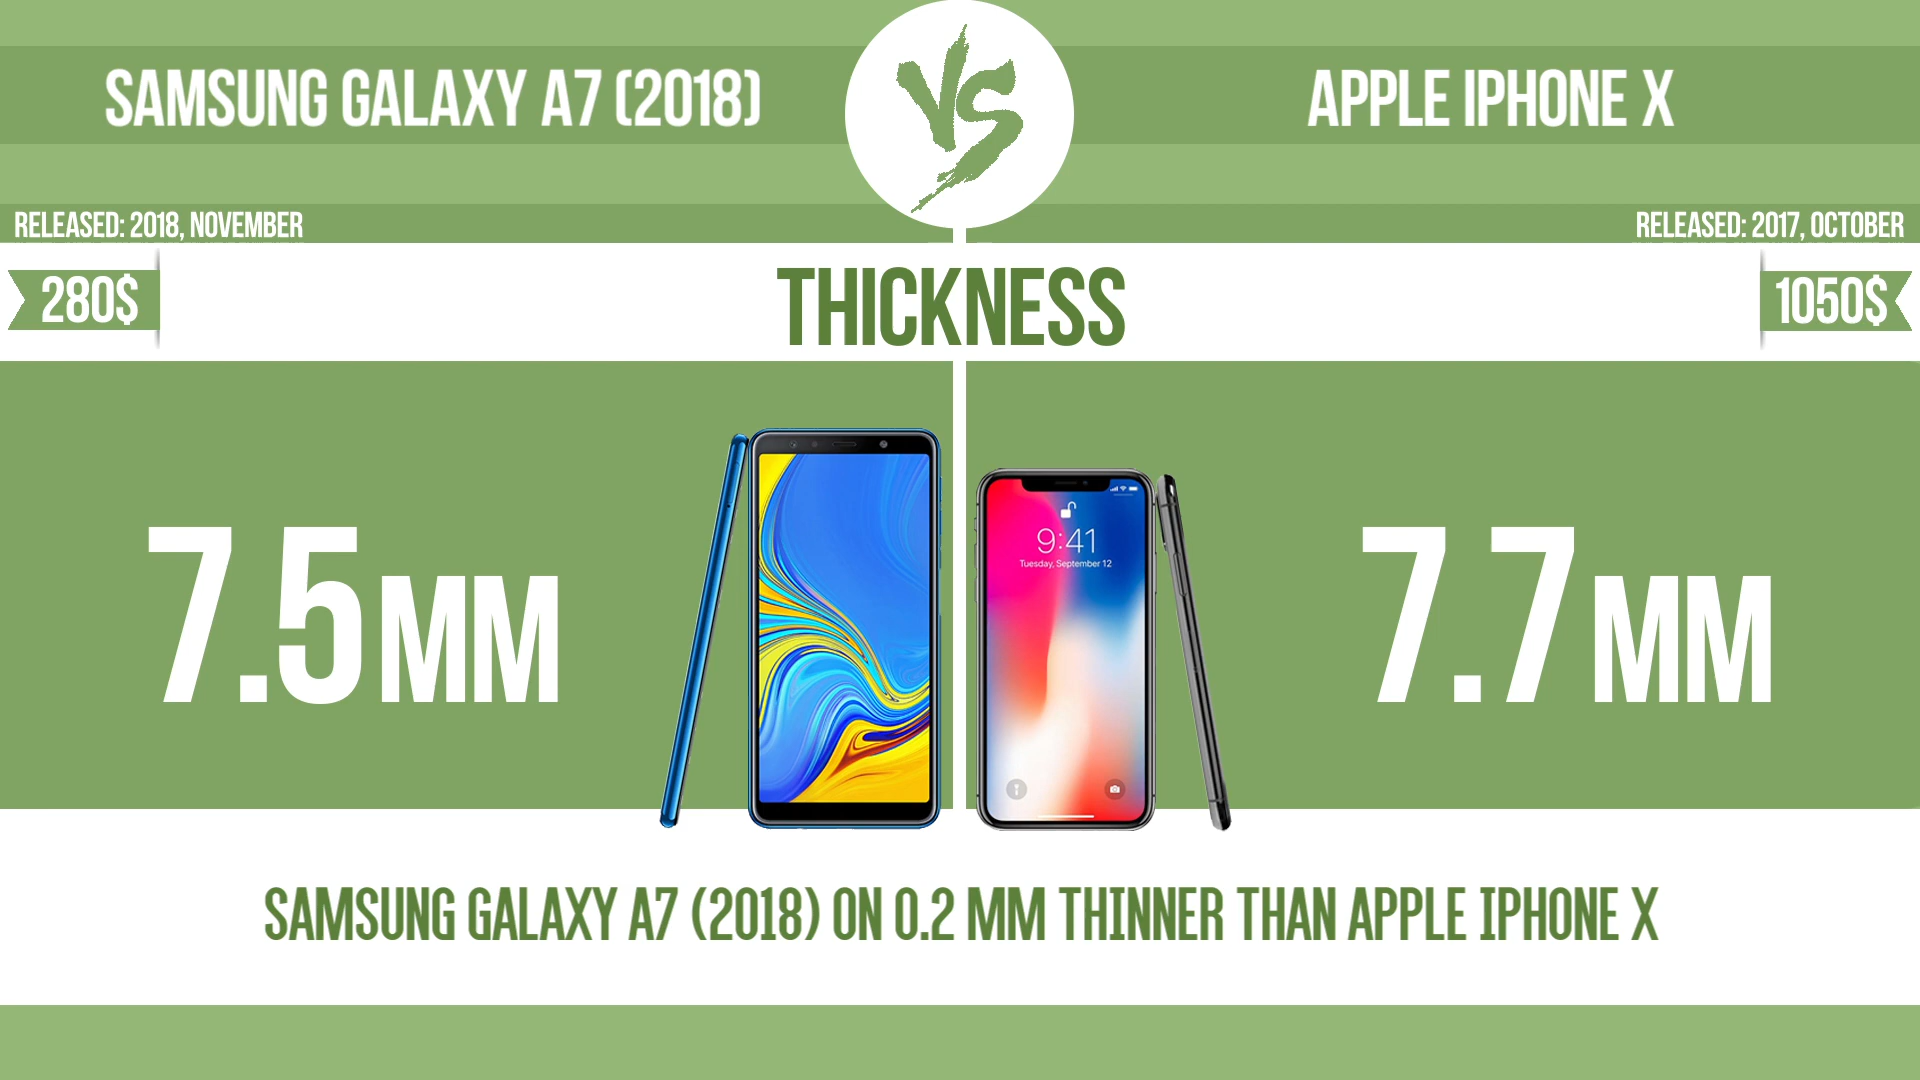 SAMSUNG GALAXY A7 (2018)
VS
APPLE IPHONE X
RELEASED: 2018, NOVEMBER
RELEASED: 2017, OCTOBER
280$
THICKNESS
1050$
7.5MM
7.7MM
9:41
Tuesday, September 12
SAMSUNG GALAXY A7 (2018) ON 0.2 MM THINNER THAN APPLE IPHONE X